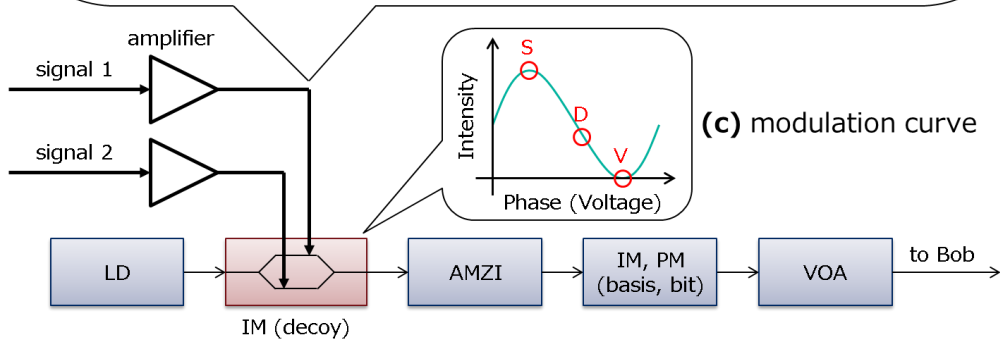 amplifier
signal 1
signal 2
Intensity
S
D
V
Phase (Voltage)
(c) modulation curve
LD
IM (decoy)
AMZI
IM, PM
(basis, bit)
VOA
to Bob